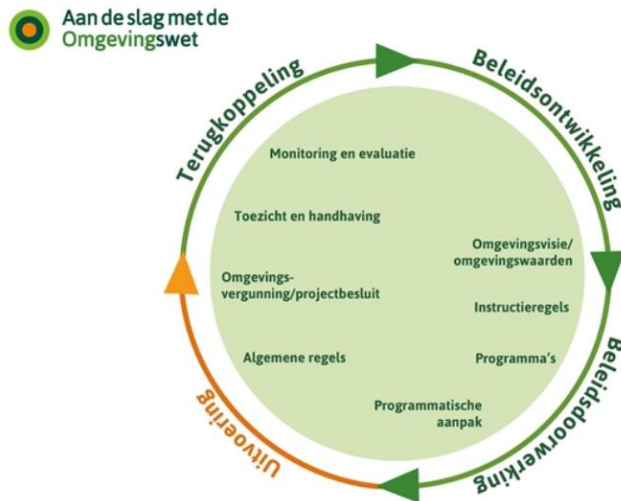 Aan de slag met de
Omgevingswet
Terugkoppeling
Beleidsontwikkeling
Monitoring en evaluatie
Toezicht en handhaving
Omgevingsvisie/
omgevingswaarden
Omgevings-
vergunning/projectbesluit
Instructieregels
Algemene regels
Programma's
Programmatische
aanpak
Uitvoering
Beleidsdoorwerking